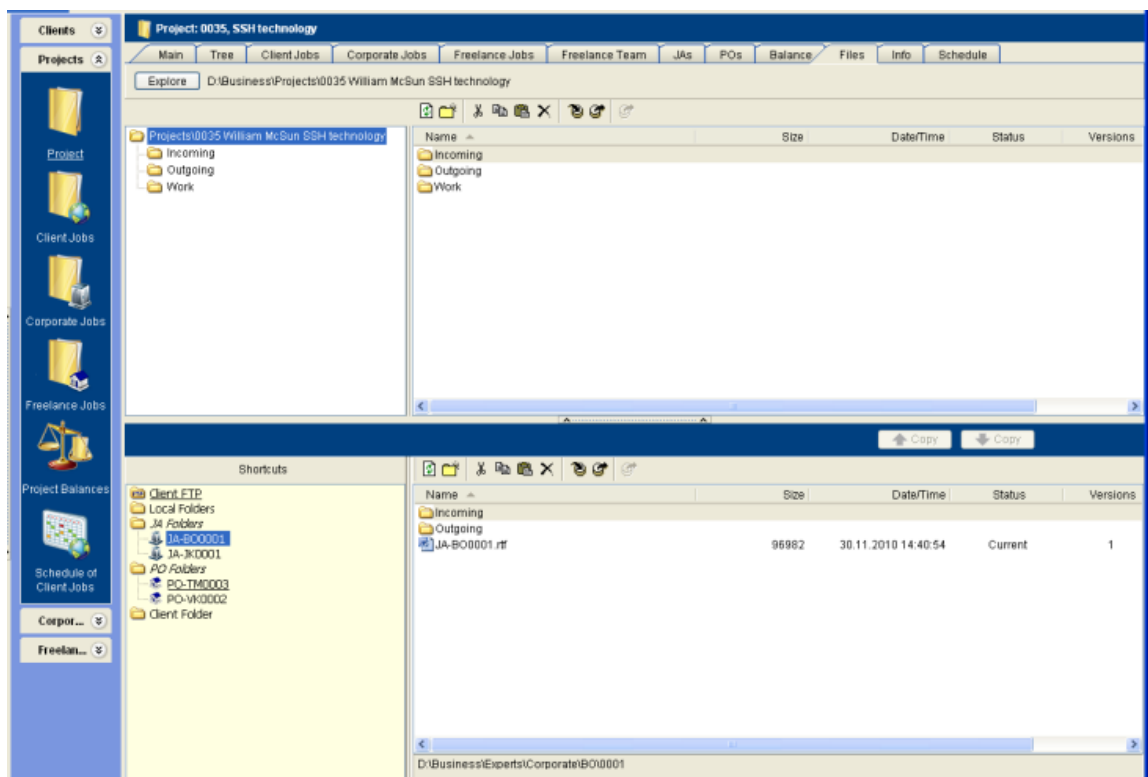 Clients
Projects
Project
Client Jobs
Corporate Jobs
Freelance Jobs
Project Balances
Schedule of
Client Jobs
Corpor...
Freelan...
Project: 0035, SSH technology
Main Tree Client Jobs Corporate Jobs Freelance Jobs Freelance Team JAs POs Balance Files Info Schedule
Explore D:\Business\Projects\0035 William McSun SSH technology
Projects\0035 William McSun SSH technology
Incoming
Outgoing
Work
Name Size Date/Time Status Versions
Incoming
Outgoing
Work
Copy Copy
Shortcuts
Client FTP
Local Folders
JA Folders
JA-BO0001
JA-JK0001
PO Folders
PO-TM0003
PO-VK0002
Client Folder
Name Size Date/Time Status Versions
Incoming
Outgoing
JA-BO0001.rtf 96982 30.11.2010 14:40:54 Current 1
D:\Business\Experts\Corporate\BO\0001